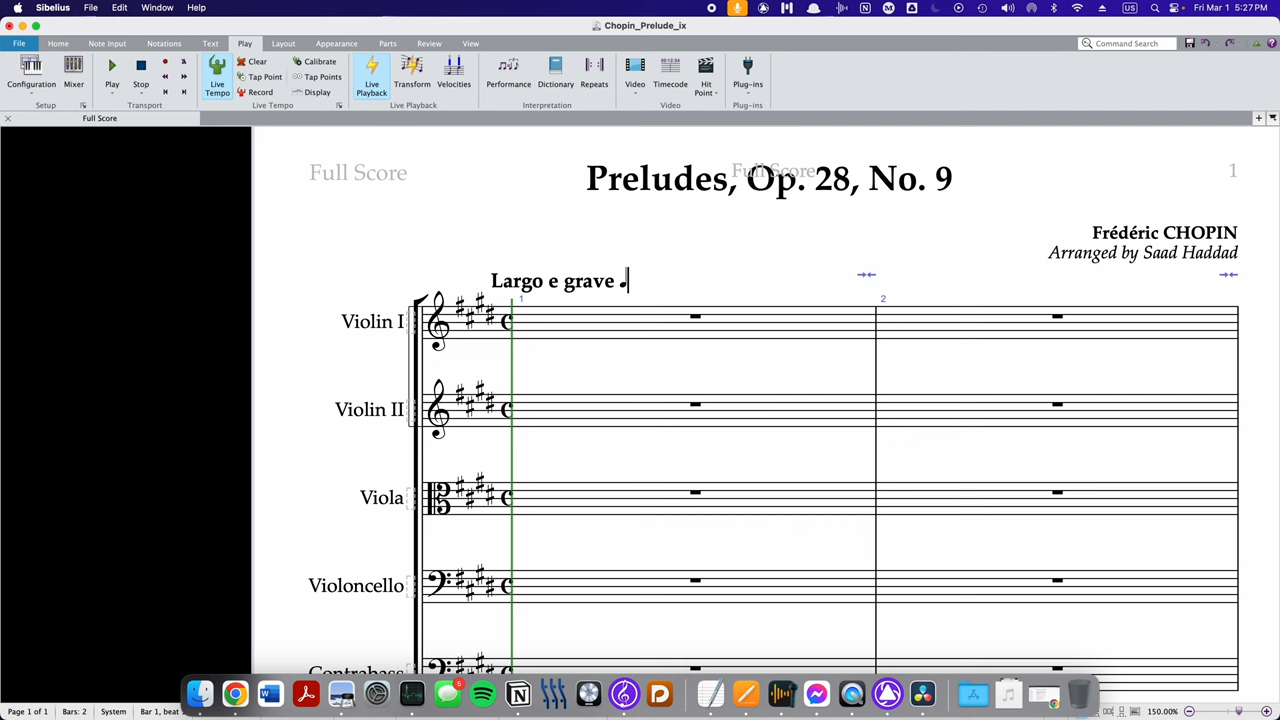 Sibelius File Edit Window Help Fri Mar 1 5:27 PM
Chopin_Prelude_ix
File Home Note Input Notations Text Play Layout Appearance Parts Review View Command Search
Clear Calibrate
Tap Point Tap Points
Configuration Mixer Play Stop Live Tempo Record Display Live Playback Transform Velocities Performance Dictionary Repeats Video Timecode Hit Point Plug-ins
Setup Transport Live Tempo Live Playback Interpretation Video Plug-ins
Full Score
Full Score Full Score 1
Preludes, Op. 28, No. 9
Frédéric CHOPIN
Arranged by Saad Haddad
Largo e grave
1 2
Violin I
Violin II
Viola
Violoncello
Contrabass
Page 1 of 1 Bars: 2 System Bar 1, beat 150.00%